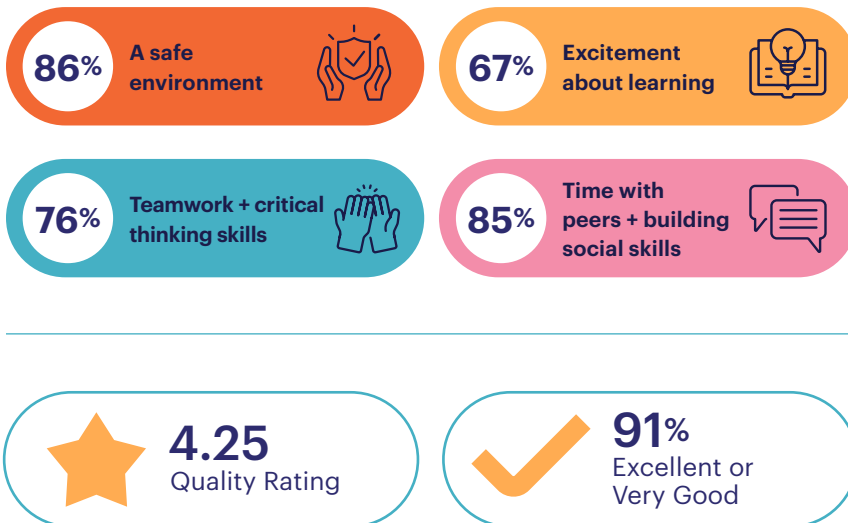 86%
A safe
environment
67%
Excitement
about learning
76%
Teamwork + critical
thinking skills
85%
Time with
peers + building
social skills
4.25
Quality Rating
91%
Excellent or
Very Good